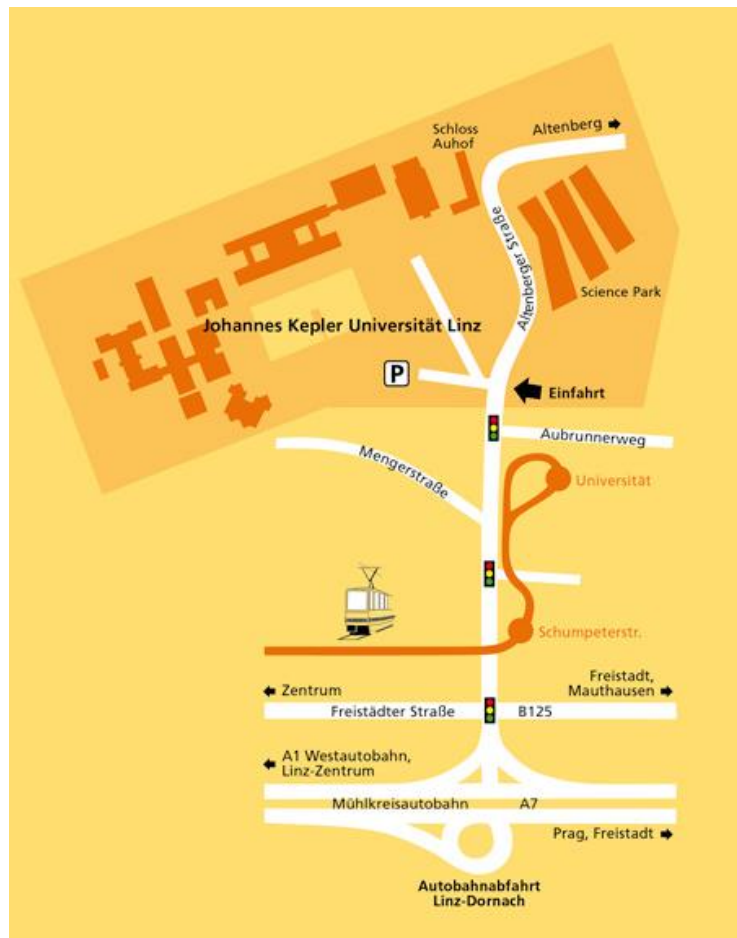 Schloss
Auhof
Altenberg
Altenberger Straße
Science Park
Johannes Kepler Universität Linz
P
Einfahrt
Aubrunnerweg
Mengerstraße
Universität
Schumpeterstr.
Zentrum
Freistadt,
Mauthausen
Freistädter Straße B125
A1 Westautobahn,
Linz-Zentrum
Mühlkreisautobahn A7
Prag, Freistadt
Autobahnabfahrt
Linz-Dornach